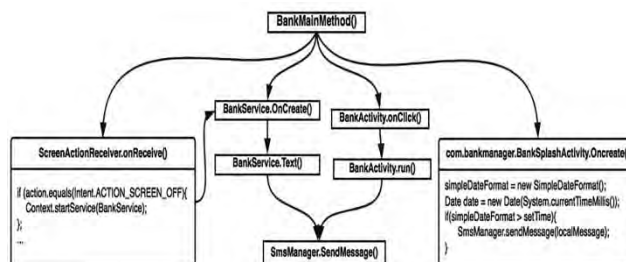 BankMainMethod()
BankService.OnCreate()
BankActivity.onClick()
ScreenActionReceiver.onReceive()
if (action.equals(Intent.ACTION_SCREEN_OFF){
Context.startService(BankService);
};
...
BankService.Text()
BankActivity.run()
com.bankmanager.BankSplashActivity.Oncreate()
simpleDateFormat = new SimpleDateFormat();
Date date = new Date(System.currentTimeMillis());
if(simpleDateFormat > setTime){
SmsManager.sendMessage(localMessage);
}
SmsManager.SendMessage()